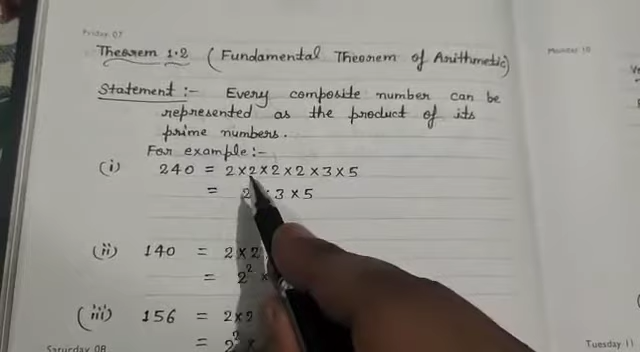 Friday 07
Theorem 1.2 (Fundamental Theorem of Arithmetic)
Monday 10
Statement :- Every composite number can be
represented as the product of its
prime numbers.
For example :-
(i) 240 = 2×2×2×2×3×5
= 2 3×5
(ii) 140 = 2×2
= 2² ×
(iii) 156 = 2×2
= 2² ×
Saturday 08
Tuesday 11